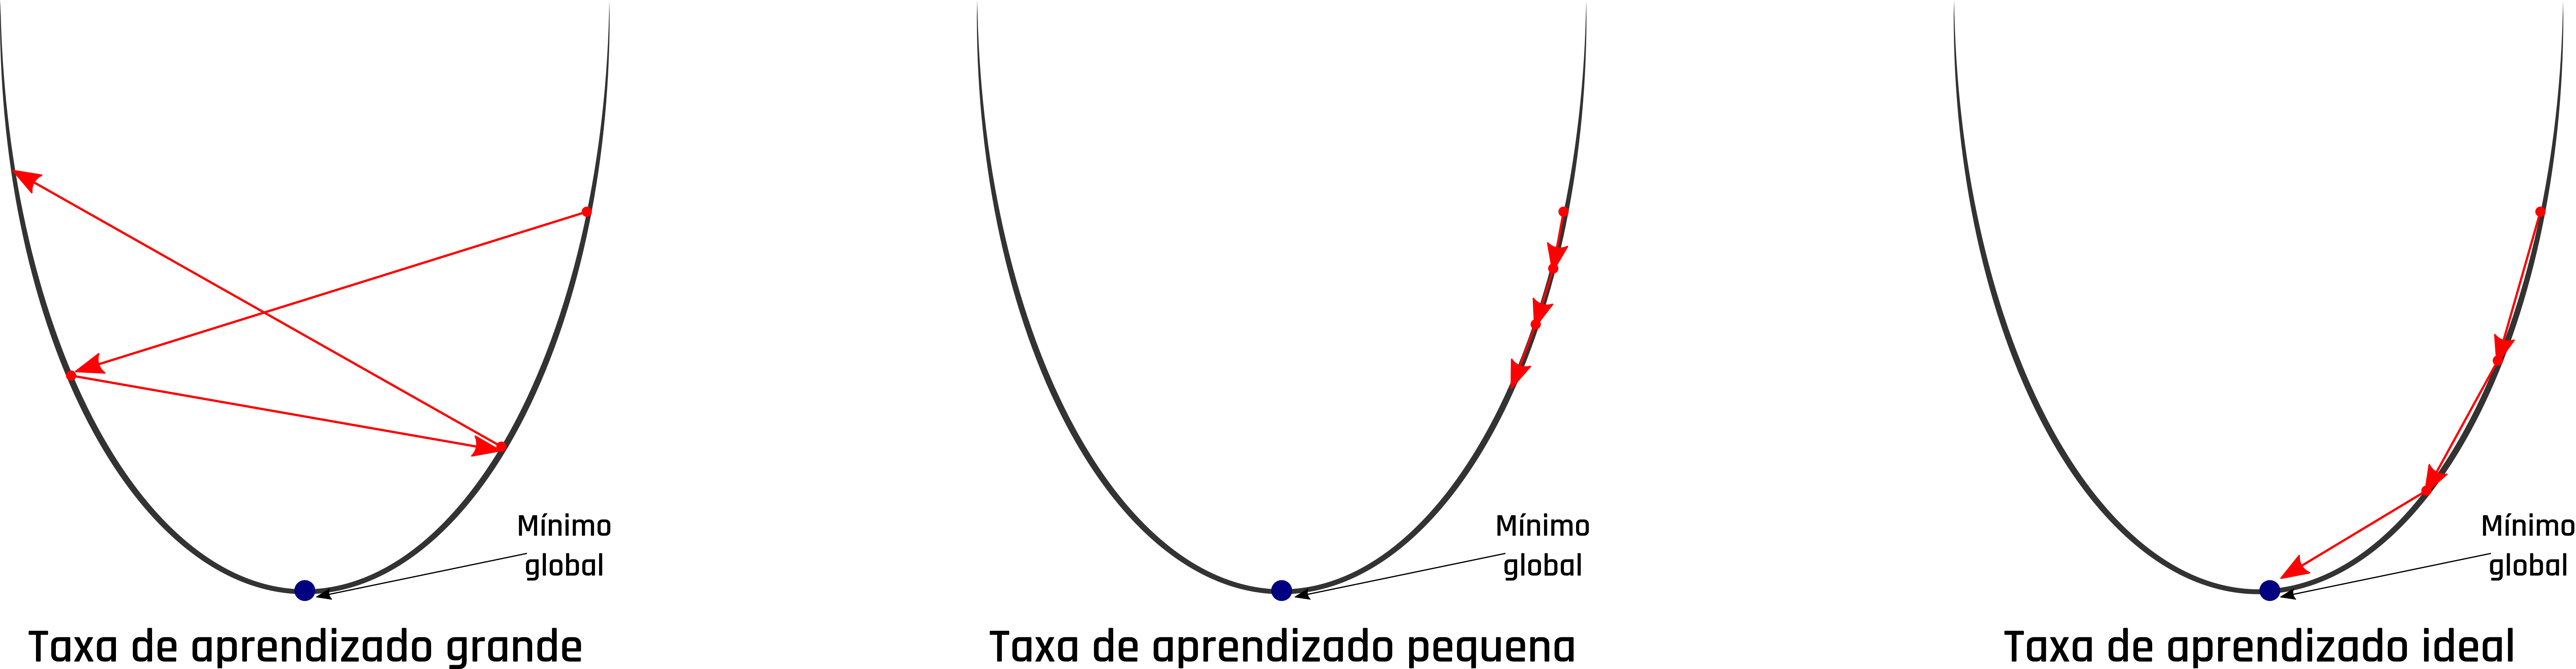 Mínimo
global
Taxa de aprendizado grande
Mínimo
global
Taxa de aprendizado pequena
Mínimo
global
Taxa de aprendizado ideal